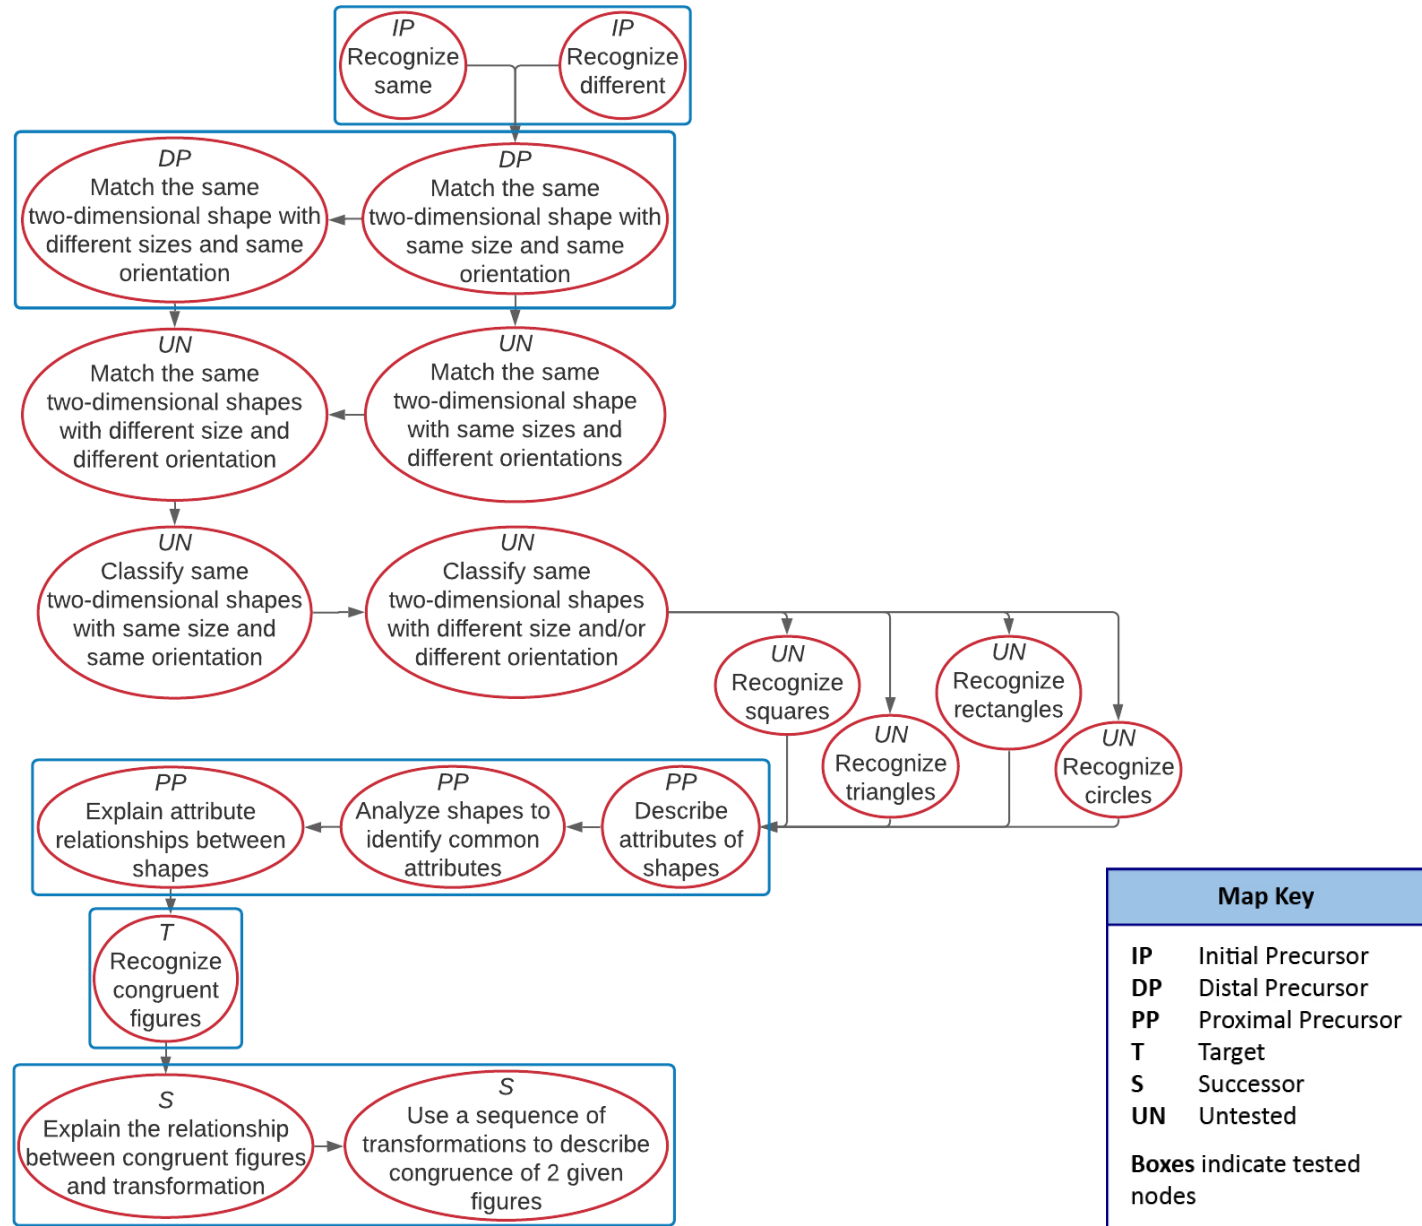 IP
Recognize
same
IP
Recognize
different
DP
Match the same
two-dimensional shape with
different sizes and same
orientation
DP
Match the same
two-dimensional shape with
same size and same
orientation
UN
Match the same
two-dimensional shapes
with different size and
different orientation
UN
Match the same
two-dimensional shape
with same sizes and
different orientations
UN
Classify same
two-dimensional shapes
with same size and
same orientation
UN
Classify same
two-dimensional shapes
with different size and/or
different orientation
UN
Recognize
squares
UN
Recognize
triangles
UN
Recognize
rectangles
UN
Recognize
circles
PP
Explain attribute
relationships between
shapes
PP
Analyze shapes to
identify common
attributes
PP
Describe
attributes of
shapes
T
Recognize
congruent
figures
S
Explain the relationship
between congruent figures
and transformation
S
Use a sequence of
transformations to describe
congruence of 2 given
figures
Map Key
IP Initial Precursor
DP Distal Precursor
PP Proximal Precursor
T Target
S Successor
UN Untested
Boxes indicate tested
nodes